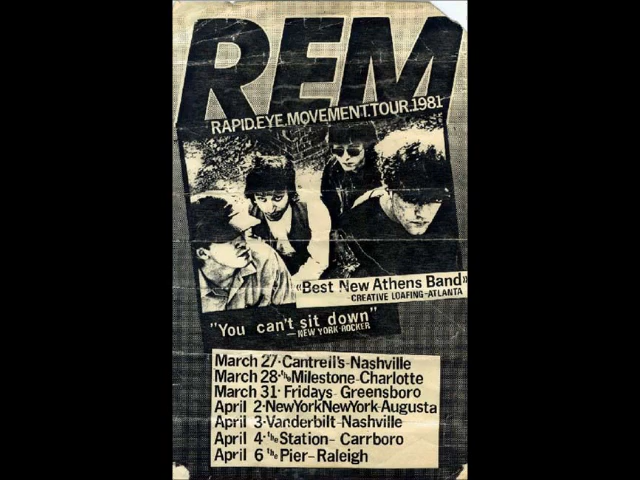 REM
RAPID.EYE.MOVEMENT.TOUR.1981
«Best New Athens Band»
-CREATIVE LOAFING-ATLANTA
"You can't sit down"
—NEW YORK ROCKER
March 27·Cantrell's-Nashville
March 28·the Milestone-Charlotte
March 31·Fridays-Greensboro
April 2·NewYorkNewYork-Augusta
April 3·Vanderbilt-Nashville
April 4·the Station-Carrboro
April 6 the Pier-Raleigh